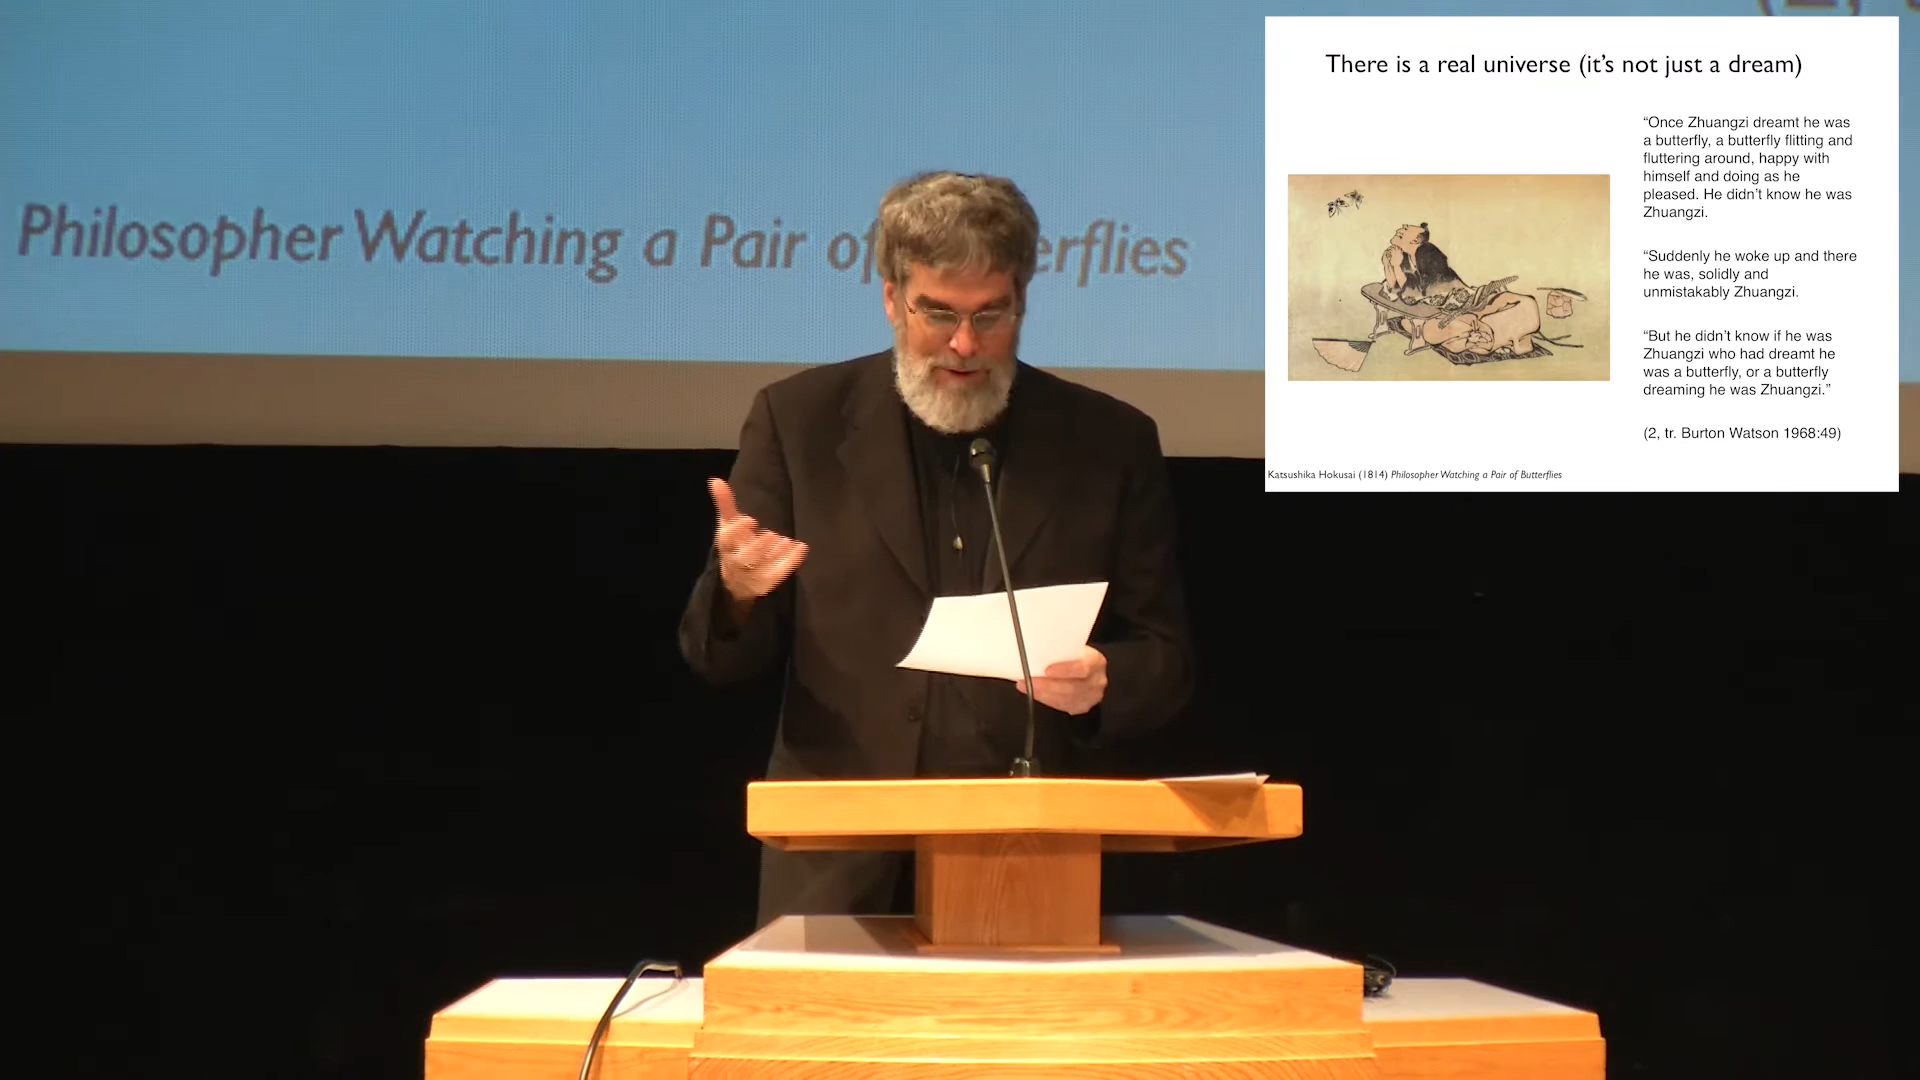 Philosopher Watching a Pair of erflies
There is a real universe (it's not just a dream)
“Once Zhuangzi dreamt he was
a butterfly, a butterfly flitting and
fluttering around, happy with
himself and doing as he
pleased. He didn’t know he was
Zhuangzi.
“Suddenly he woke up and there
he was, solidly and
unmistakably Zhuangzi.
“But he didn’t know if he was
Zhuangzi who had dreamt he
was a butterfly, or a butterfly
dreaming he was Zhuangzi.”
(2, tr. Burton Watson 1968:49)
Katsushika Hokusai (1814) Philosopher Watching a Pair of Butterflies